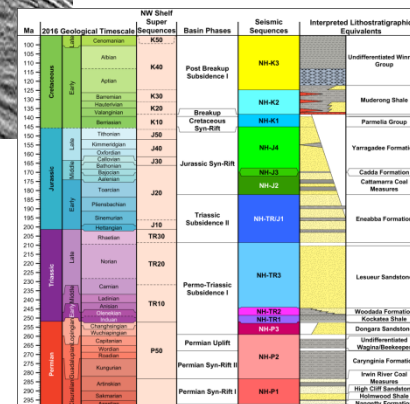 Ma
2016 Geological Timescale
NW Shelf
Super
Sequences
Basin Phases
Seismic
Sequences
Interpreted Lithostratigraphic
Equivalents
100
105
110
115
120
125
130
135
140
145
150
155
160
165
170
175
180
185
190
195
200
205
210
215
220
225
230
235
240
245
250
255
260
265
270
275
280
285
290
295
Cretaceous
Jurassic
Triassic
Permian
Late
Early
Late
Middle
Early
Late
Middle
Early
Lopingian
Guadalupian
Cenomanian
Albian
Aptian
Barremian
Hauterivian
Valanginian
Berriasian
Tithonian
Kimmeridgian
Oxfordian
Callovian
Bathonian
Bajocian
Aalenian
Toarcian
Pliensbachian
Sinemurian
Hettangian
Rhaetian
Norian
Carnian
Ladinian
Anisian
Olenekian
Induan
Changhsingian
Wuchiapingian
Capitanian
Wordian
Roadian
Kungurian
Artinskian
Sakmarian
K50
K40
K30
K20
K10
J50
J40
J30
J20
J10
TR30
TR20
TR10
P50
Post Breakup
Subsidence I
Breakup
Cretaceous
Syn-Rift
Jurassic Syn-Rift
Triassic
Subsidence II
Permo-Triassic
Subsidence I
Permian Uplift
Permian Syn-Rift II
Permian Syn-Rift I
NH-K3
NH-K2
NH-K1
NH-J4
NH-J3
NH-J2
NH-TR/J1
NH-TR3
NH-TR2
NH-TR1
NH-P3
NH-P2
NH-P1
Undifferentiated Winn
Group
Muderong Shale
Parmelia Group
Yarragadee Formatio
Cadda Formation
Cattamarra Coal
Measures
Eneabba Formation
Lesueur Sandston
Woodada Formation
Kockatea Shale
Dongara Sandston
Undifferentiated
Wagina/Beekeepe
Carynginia Formati
Irwin River Coal
Measures
High Cliff Sandston
Holmwood Shale